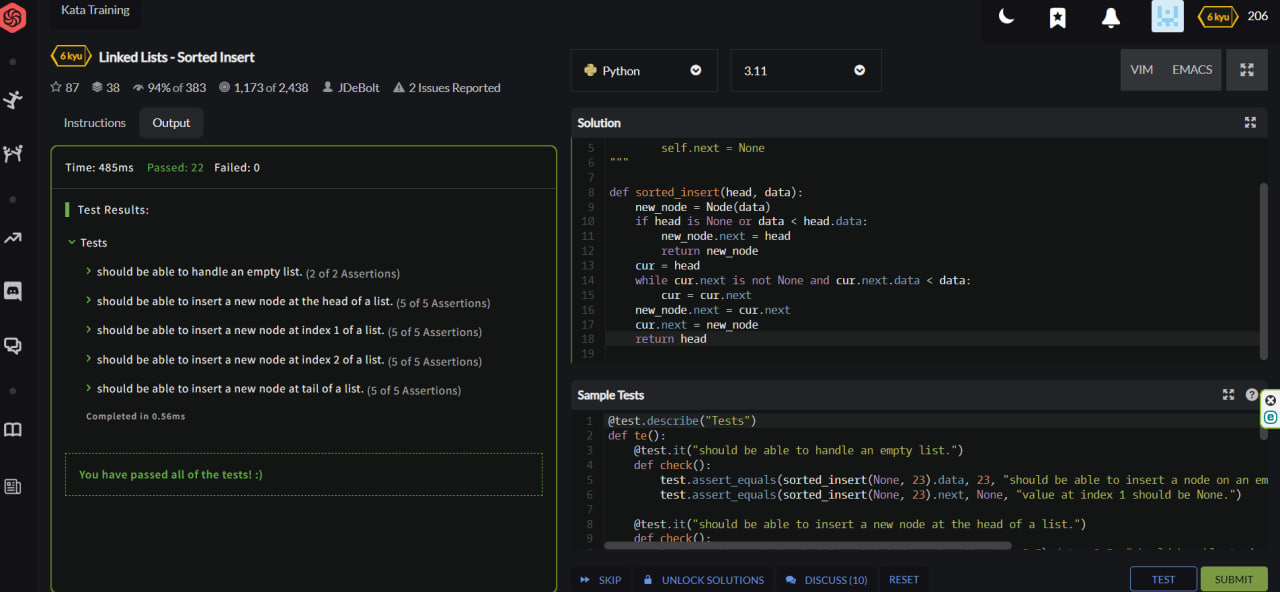 Kata Training
6 kyu
206
6 kyu Linked Lists - Sorted Insert
87 38 94% of 383 1,173 of 2,438 JDeBolt 2 Issues Reported
Instructions Output
Time: 485ms Passed: 22 Failed: 0
Test Results:
Tests
should be able to handle an empty list. (2 of 2 Assertions)
should be able to insert a new node at the head of a list. (5 of 5 Assertions)
should be able to insert a new node at index 1 of a list. (5 of 5 Assertions)
should be able to insert a new node at index 2 of a list. (5 of 5 Assertions)
should be able to insert a new node at tail of a list. (5 of 5 Assertions)
Completed in 0.56ms
You have passed all of the tests! :)
Python 3.11 VIM EMACS
Solution
5 self.next = None
6 """
7
8 def sorted_insert(head, data):
9 new_node = Node(data)
10 if head is None or data < head.data:
11 new_node.next = head
12 return new_node
13 cur = head
14 while cur.next is not None and cur.next.data < data:
15 cur = cur.next
16 new_node.next = cur.next
17 cur.next = new_node
18 return head
19
Sample Tests
1 @test.describe("Tests")
2 def te():
3 @test.it("should be able to handle an empty list.")
4 def check():
5 test.assert_equals(sorted_insert(None, 23).data, 23, "should be able to insert a node on an em
6 test.assert_equals(sorted_insert(None, 23).next, None, "value at index 1 should be None.")
7
8 @test.it("should be able to insert a new node at the head of a list.")
9 def check():
SKIP UNLOCK SOLUTIONS DISCUSS (10) RESET TEST SUBMIT